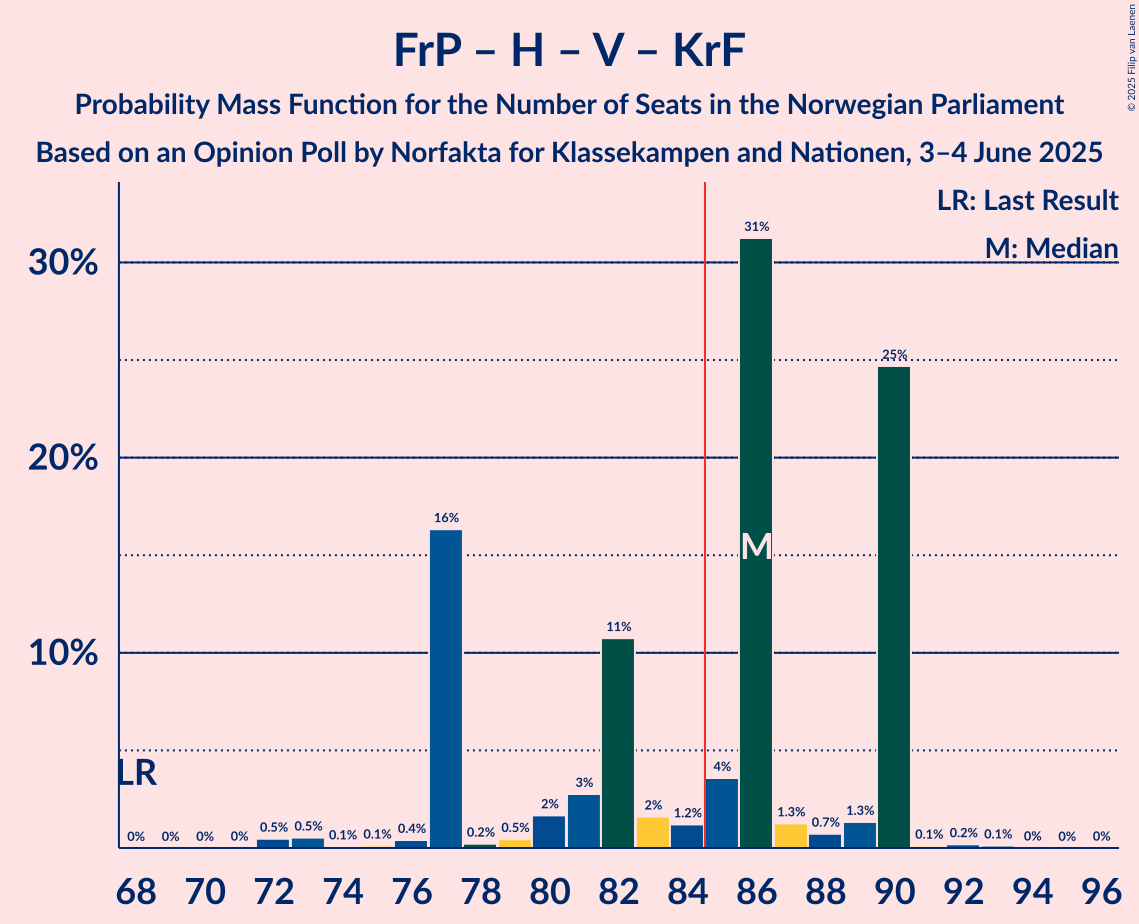 FrP – H – V – KrF
Probability Mass Function for the Number of Seats in the Norwegian Parliament
Based on an Opinion Poll by Norfakta for Klassekampen and Nationen, 3–4 June 2025
© 2025 Filip van Laenen
LR: Last Result
M: Median
30%
20%
10%
LR
M
0% 0% 0% 0% 0.5% 0.5% 0.1% 0.1% 0.4% 16% 0.2% 0.5% 2% 3% 11% 2% 1.2% 4% 31% 1.3% 0.7% 1.3% 25% 0.1% 0.2% 0.1% 0% 0% 0%
68 70 72 74 76 78 80 82 84 86 88 90 92 94 96